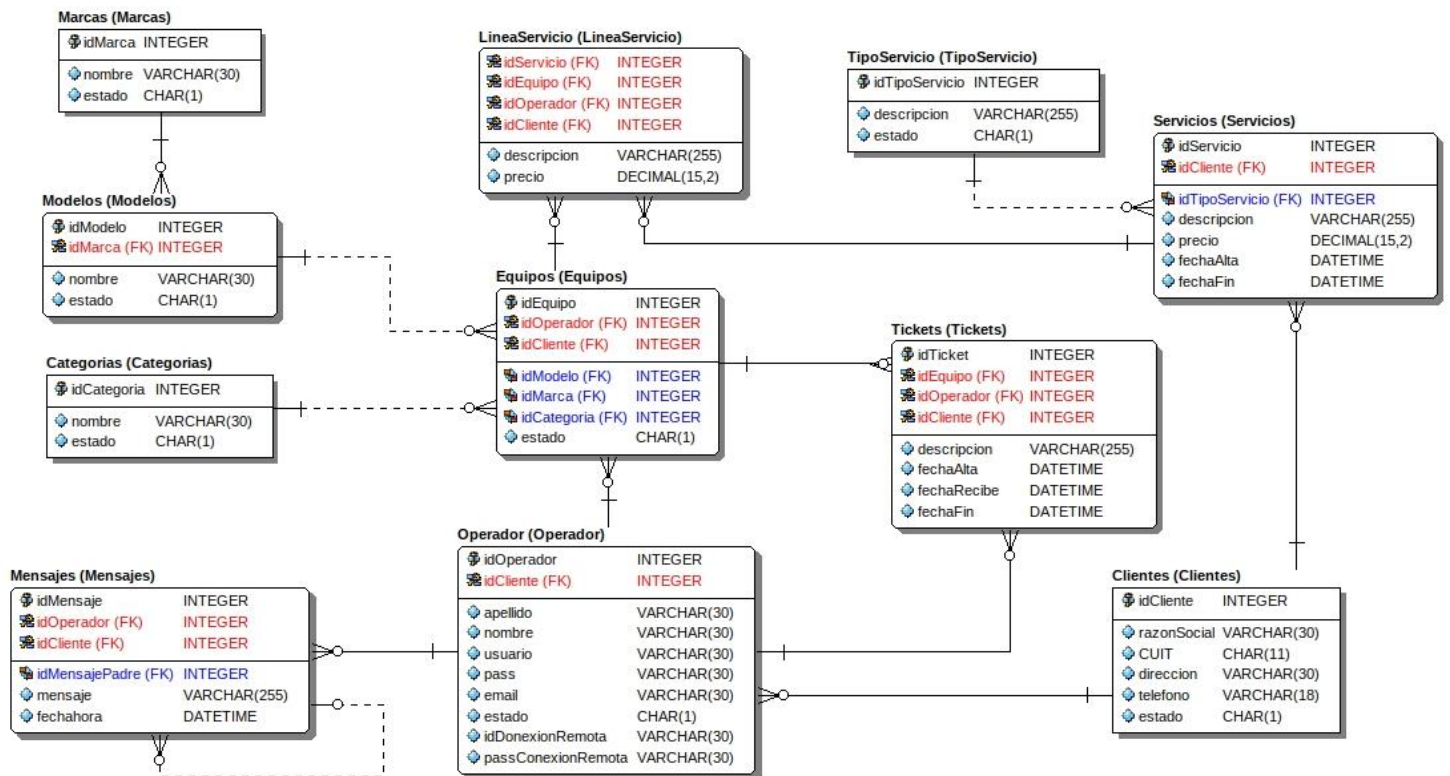 Marcas (Marcas)
idMarca INTEGER
nombre VARCHAR(30)
estado CHAR(1)
Modelos (Modelos)
idModelo INTEGER
idMarca (FK) INTEGER
nombre VARCHAR(30)
estado CHAR(1)
Categorias (Categorias)
idCategoria INTEGER
nombre VARCHAR(30)
estado CHAR(1)
Mensajes (Mensajes)
idMensaje INTEGER
idOperador (FK) INTEGER
idCliente (FK) INTEGER
idMensajePadre (FK) INTEGER
mensaje VARCHAR(255)
fechahora DATETIME
LineaServicio (LineaServicio)
idServicio (FK) INTEGER
idEquipo (FK) INTEGER
idOperador (FK) INTEGER
idCliente (FK) INTEGER
descripcion VARCHAR(255)
precio DECIMAL(15,2)
Equipos (Equipos)
idEquipo INTEGER
idOperador (FK) INTEGER
idCliente (FK) INTEGER
idModelo (FK) INTEGER
idMarca (FK) INTEGER
idCategoria (FK) INTEGER
estado CHAR(1)
Operador (Operador)
idOperador INTEGER
idCliente (FK) INTEGER
apellido VARCHAR(30)
nombre VARCHAR(30)
usuario VARCHAR(30)
pass VARCHAR(30)
email VARCHAR(30)
estado CHAR(1)
idDonexionRemota VARCHAR(30)
passConexionRemota VARCHAR(30)
TipoServicio (TipoServicio)
idTipoServicio INTEGER
descripcion VARCHAR(255)
estado CHAR(1)
Tickets (Tickets)
idTicket INTEGER
idEquipo (FK) INTEGER
idOperador (FK) INTEGER
idCliente (FK) INTEGER
descripcion VARCHAR(255)
fechaAlta DATETIME
fechaRecibe DATETIME
fechaFin DATETIME
Servicios (Servicios)
idServicio INTEGER
idCliente (FK) INTEGER
idTipoServicio (FK) INTEGER
descripcion VARCHAR(255)
precio DECIMAL(15,2)
fechaAlta DATETIME
fechaFin DATETIME
Clientes (Clientes)
idCliente INTEGER
razonSocial VARCHAR(30)
CUIT CHAR(11)
direccion VARCHAR(30)
telefono VARCHAR(18)
estado CHAR(1)